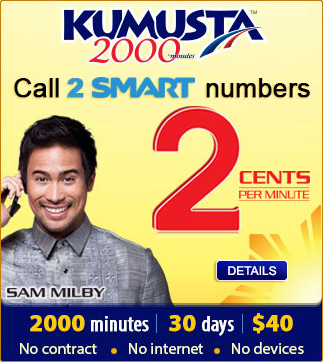 KUMUSTA™
2000 minutes
Call 2 SMART numbers
2
CENTS
PER MINUTE
DETAILS
SAM MILBY
2000 minutes | 30 days | $40
No contract • No internet • No devices